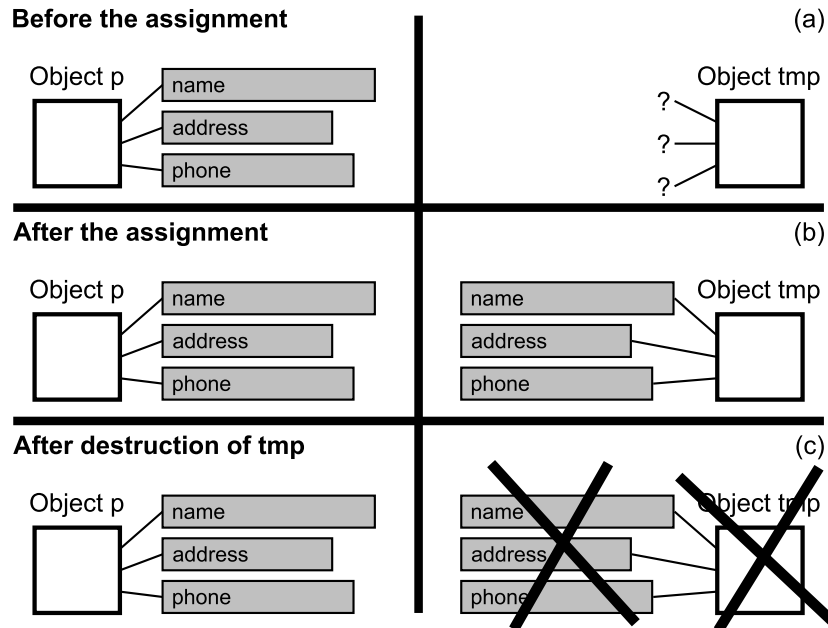 Before the assignment (a)
Object p
name
address
phone
Object tmp
?
?
?
After the assignment (b)
Object p
name
address
phone
Object tmp
name
address
phone
After destruction of tmp (c)
Object p
name
address
phone
Object tmp
name
address
phone